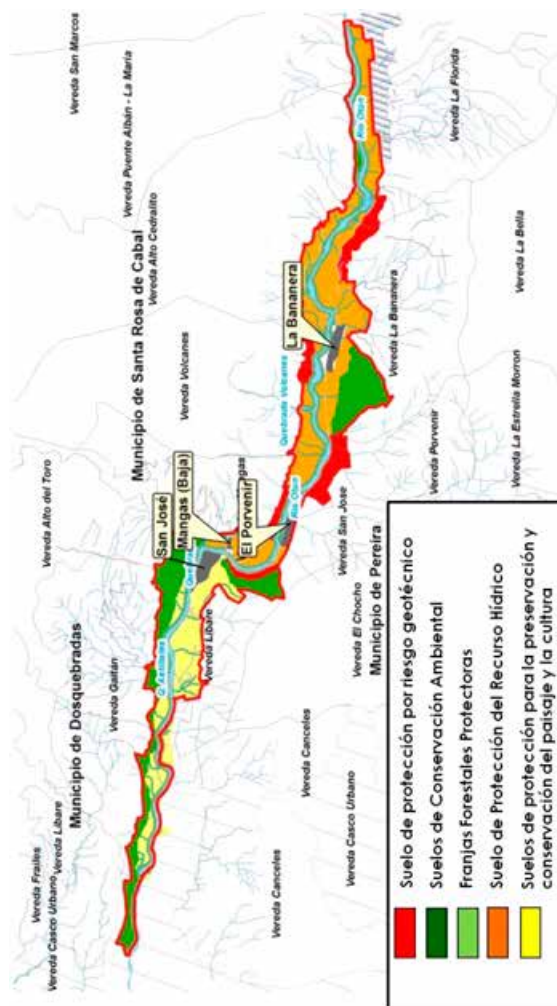 Vereda San Marcos
Vereda Puente Albán - La María
Municipio de Santa Rosa de Cabal
Vereda Alto Cedralito
Vereda Volcanes
Vereda Alto del Toro
Municipio de Dosquebradas
Vereda Gaitán
Vereda Frailes
Vereda Libare
Vereda Casco Urbano
Río Otún
Vereda La Florida
La Bananera
Quebrada Volcanes
Vereda La Bananera
Vereda La Bella
San José
Mangas (Baja)
El Porvenir
Río Otún
Vereda San Jose
Vereda Porvenir
Vereda La Estrella Morron
Vereda Libare
Vereda El Chocho
Municipio de Pereira
Vereda Canceles
Vereda Casco Urbano
Vereda Canceles
Suelo de protección por riesgo geotécnico
Suelos de Conservación Ambiental
Franjas Forestales Protectoras
Suelo de Protección del Recurso Hídrico
Suelos de protección para la preservación y
conservación del paisaje y la cultura